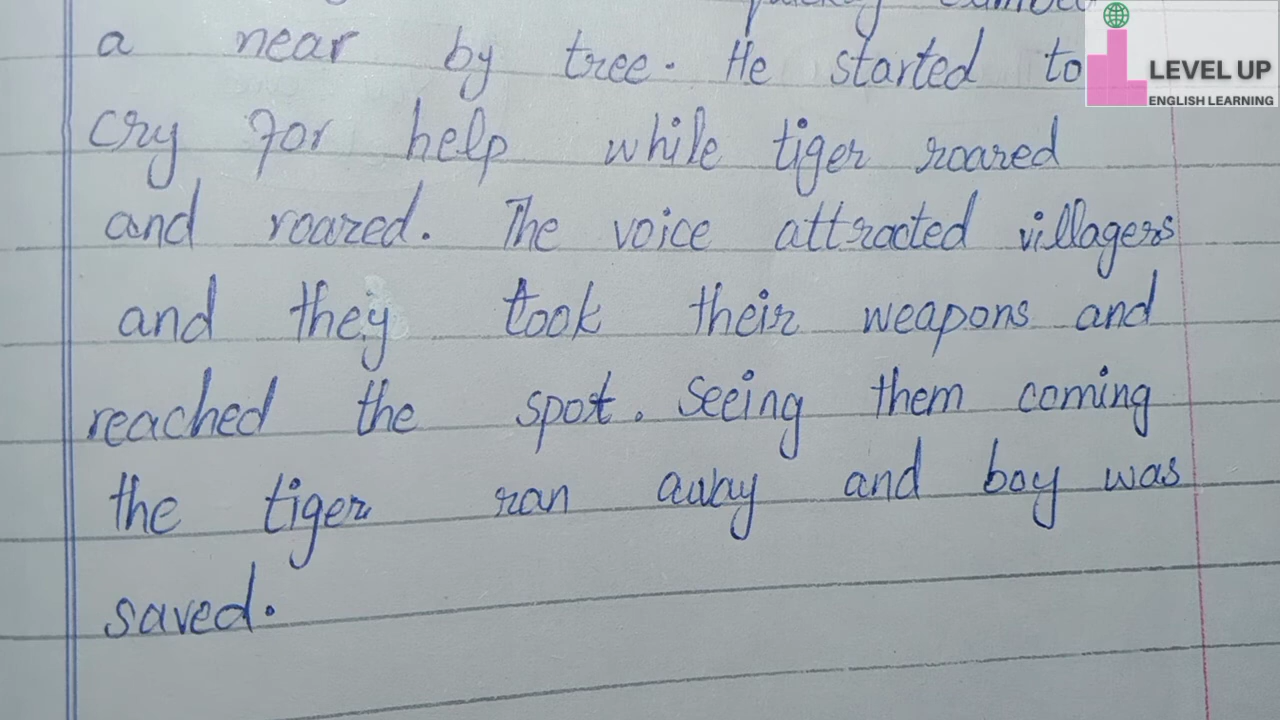 quickly climbed
a near by tree. He started to
cry for help while tiger roared
and roared. The voice attracted villagers
and they took their weapons and
reached the spot. Seeing them coming
the tiger ran away and boy was
saved.
LEVEL UP
ENGLISH LEARNING